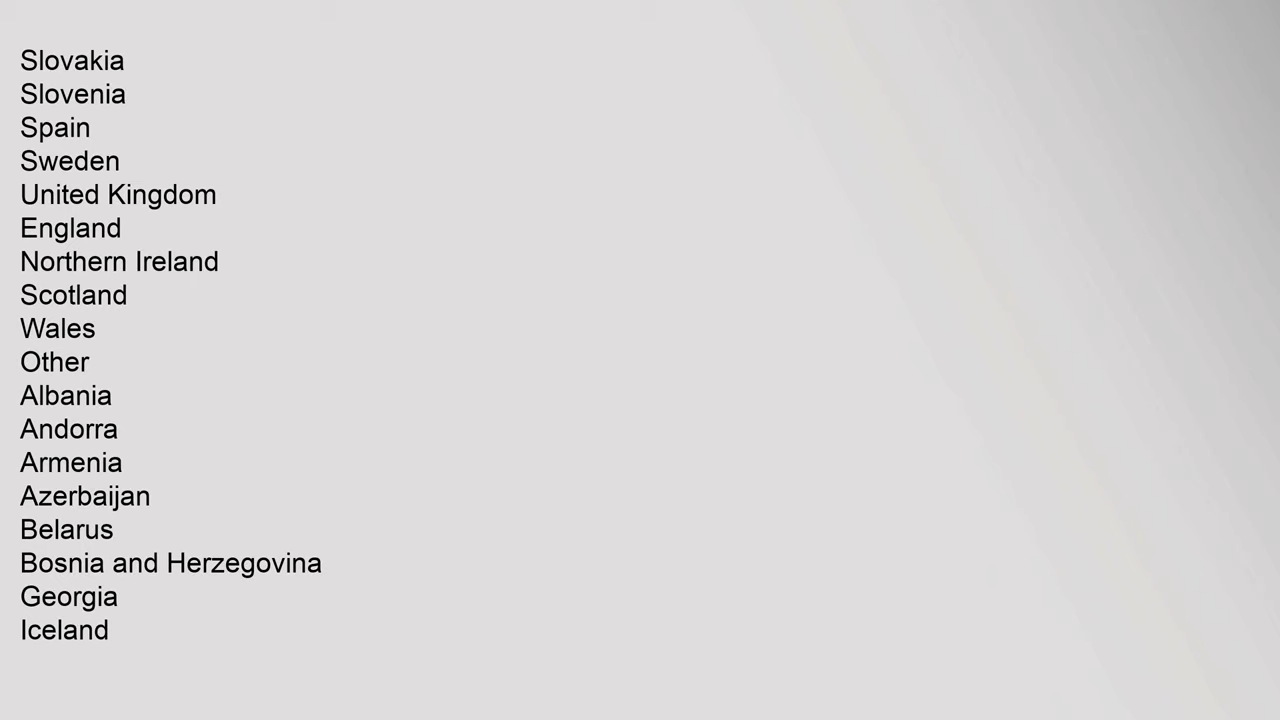 Slovakia
Slovenia
Spain
Sweden
United Kingdom
England
Northern Ireland
Scotland
Wales
Other
Albania
Andorra
Armenia
Azerbaijan
Belarus
Bosnia and Herzegovina
Georgia
Iceland